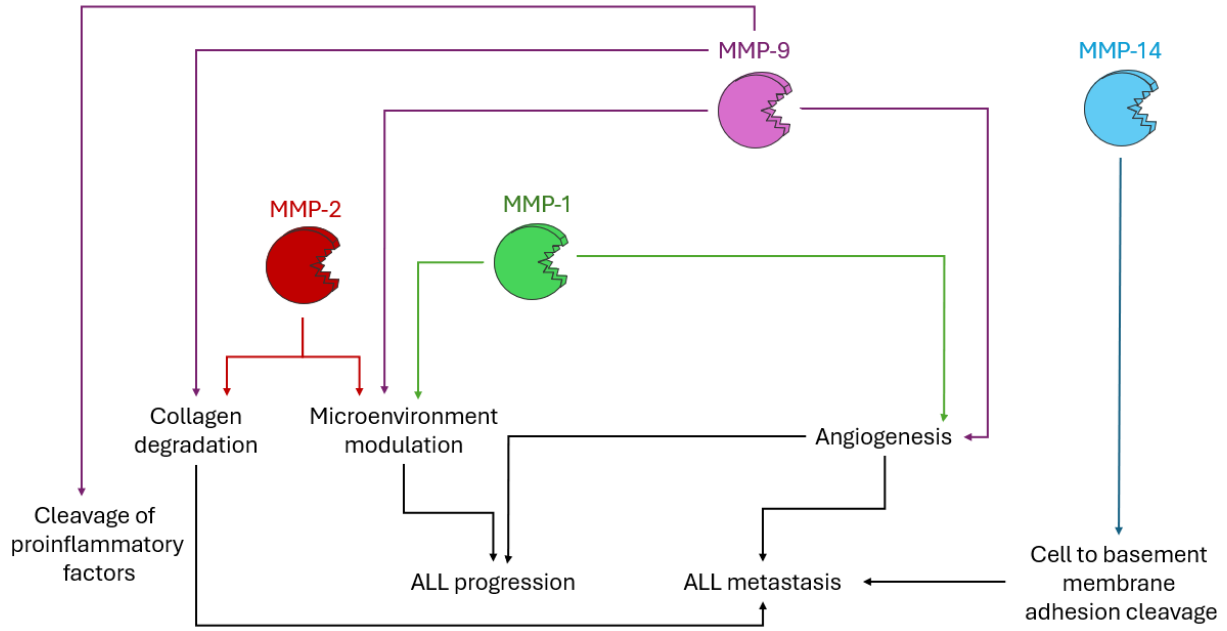 MMP-9
MMP-14
MMP-2
MMP-1
Collagen
degradation
Microenvironment
modulation
Angiogenesis
Cleavage of
proinflammatory
factors
ALL progression
ALL metastasis
Cell to basement
membrane
adhesion cleavage